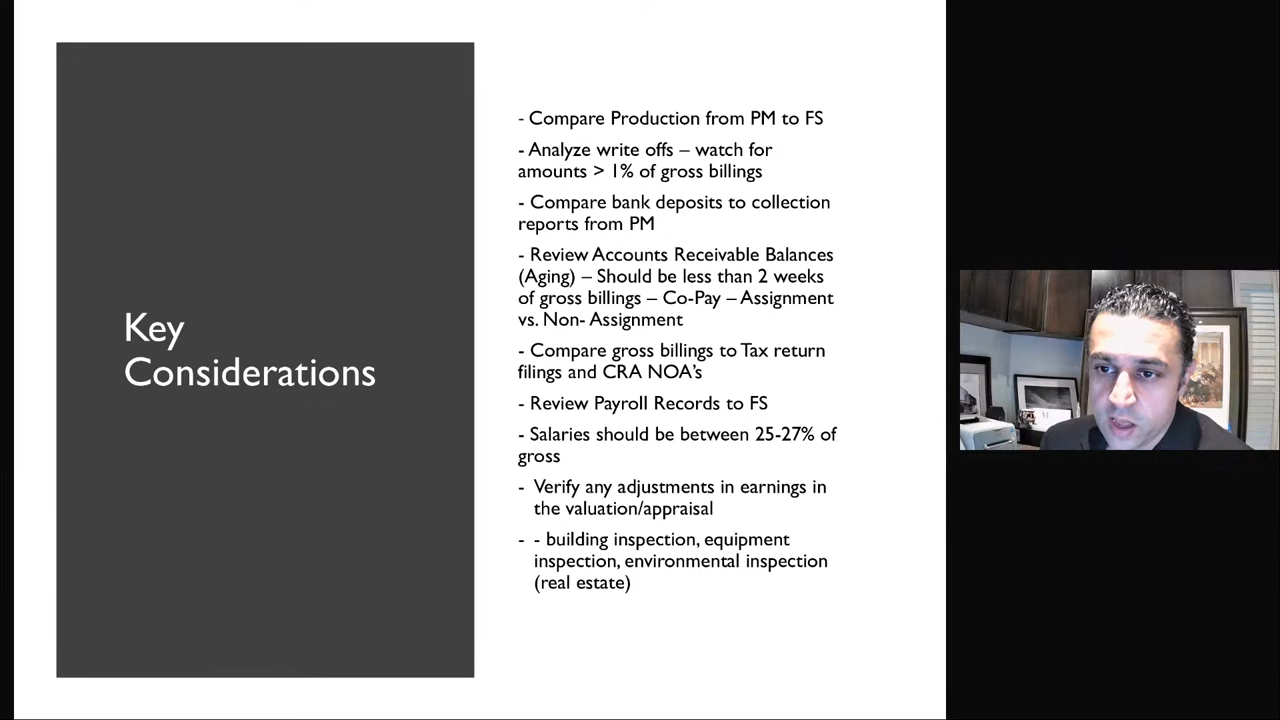 Key
Considerations
- Compare Production from PM to FS
- Analyze write offs – watch for
amounts > 1% of gross billings
- Compare bank deposits to collection
reports from PM
- Review Accounts Receivable Balances
(Aging) – Should be less than 2 weeks
of gross billings – Co-Pay – Assignment
vs. Non- Assignment
- Compare gross billings to Tax return
filings and CRA NOA's
- Review Payroll Records to FS
- Salaries should be between 25-27% of
gross
- Verify any adjustments in earnings in
the valuation/appraisal
- - building inspection, equipment
inspection, environmental inspection
(real estate)